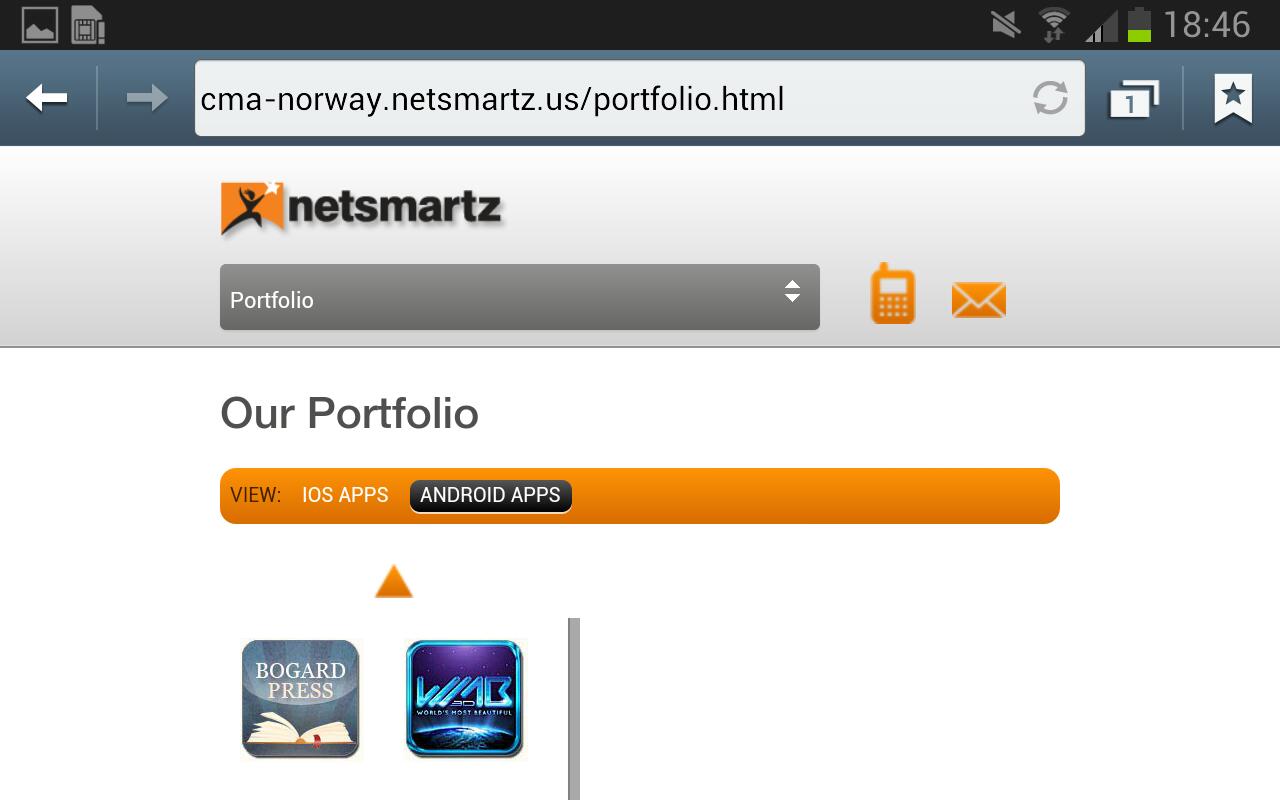 18:46
cma-norway.netsmartz.us/portfolio.html
1
netsmartz
Portfolio
Our Portfolio
VIEW: IOS APPS ANDROID APPS
BOGARD
PRESS
WMB
3D
WORLD'S MOST BEAUTIFUL